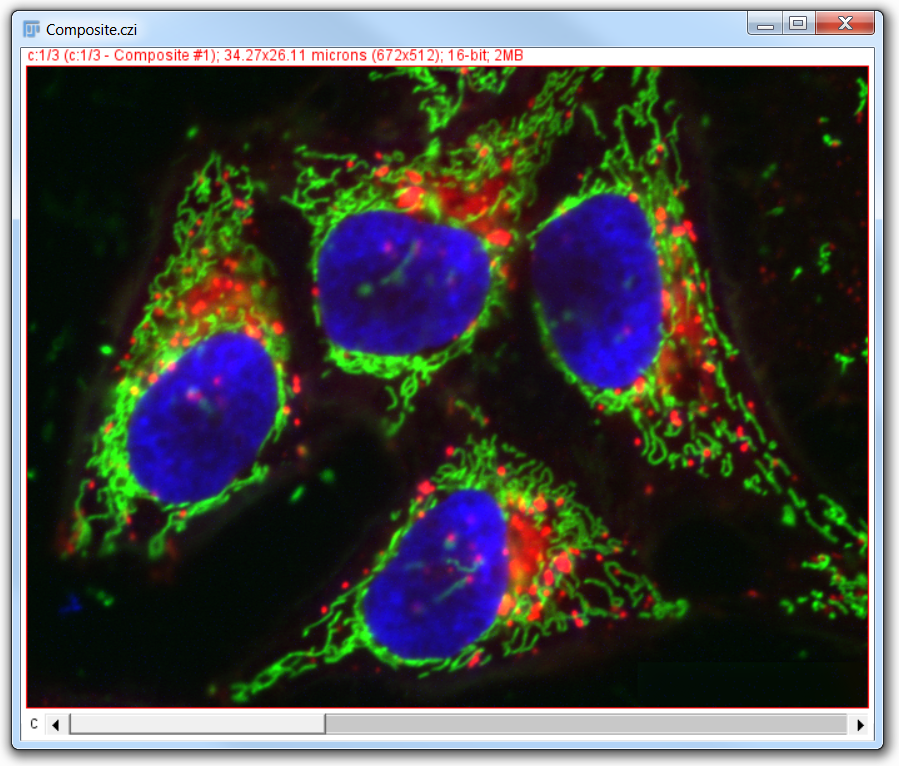 Composite.czi
c:1/3 (c:1/3 - Composite #1); 34.27x26.11 microns (672x512); 16-bit; 2MB
c